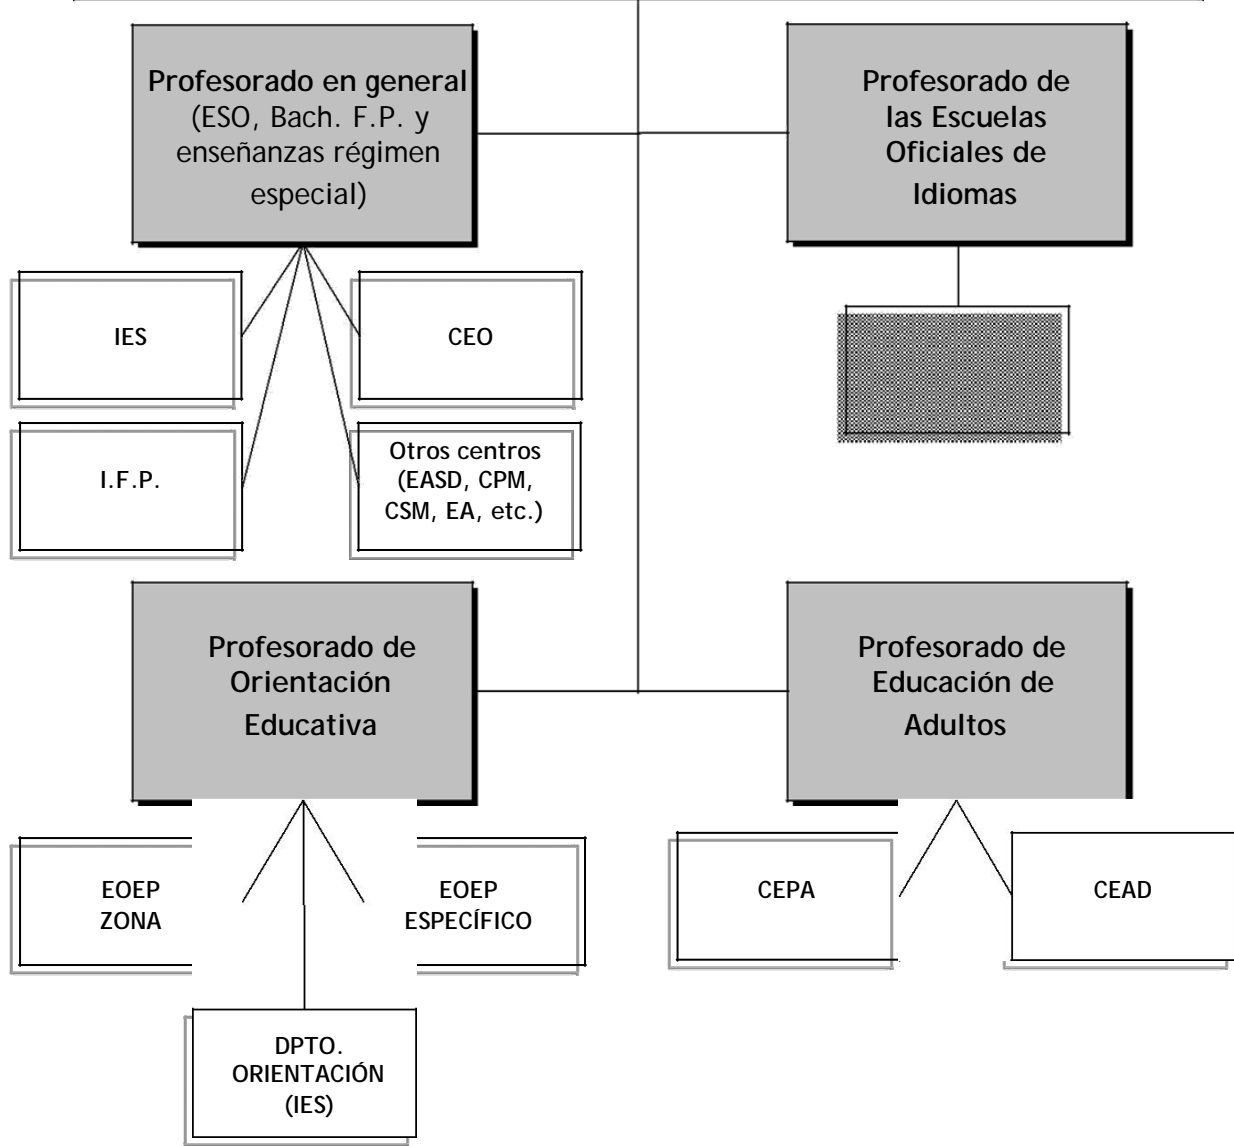 Profesorado en general
(ESO, Bach. F.P. y
enseñanzas régimen
especial)
Profesorado de
las Escuelas
Oficiales de
Idiomas
IES
CEO
I.F.P.
Otros centros
(EASD, CPM,
CSM, EA, etc.)
Profesorado de
Orientación
Educativa
Profesorado de
Educación de
Adultos
EOEP
ZONA
EOEP
ESPECÍFICO
CEPA
CEAD
DPTO.
ORIENTACIÓN
(IES)